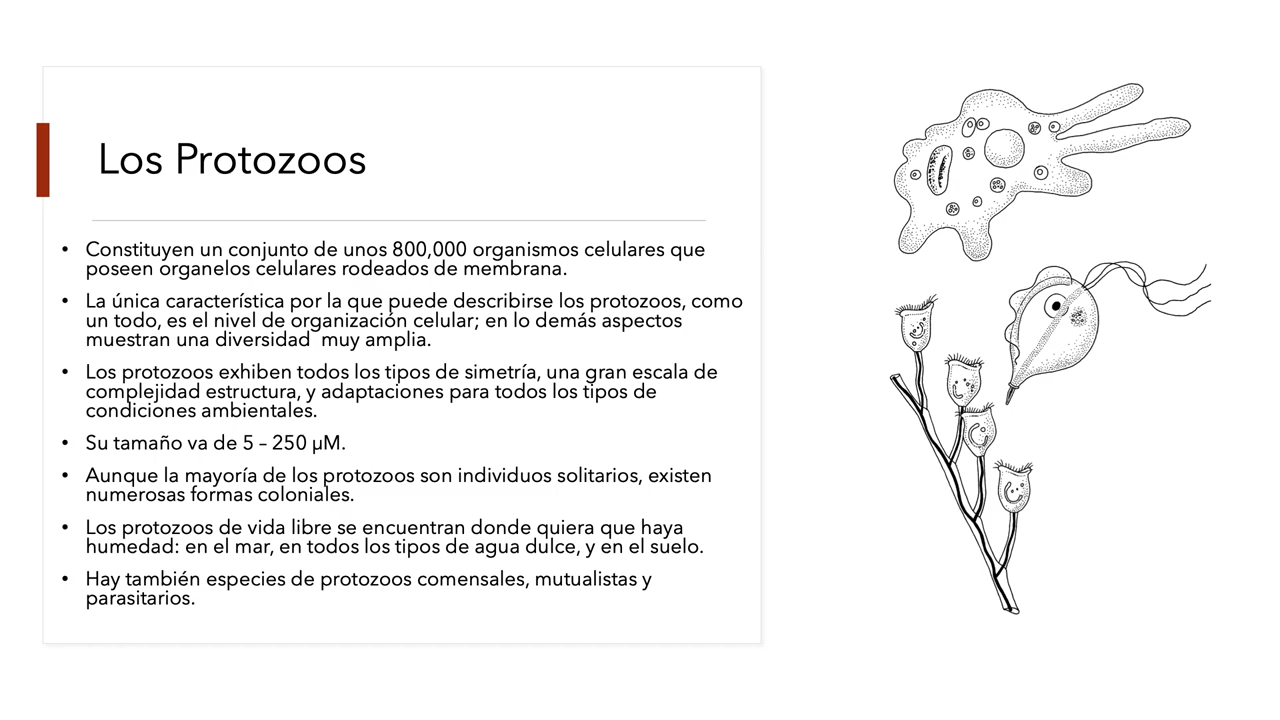 Los Protozoos
• Constituyen un conjunto de unos 800,000 organismos celulares que
poseen organelos celulares rodeados de membrana.
• La única característica por la que puede describirse los protozoos, como
un todo, es el nivel de organización celular; en lo demás aspectos
muestran una diversidad  muy amplia.
• Los protozoos exhiben todos los tipos de simetría, una gran escala de
complejidad estructura, y adaptaciones para todos los tipos de
condiciones ambientales.
• Su tamaño va de 5 – 250 µM.
• Aunque la mayoría de los protozoos son individuos solitarios, existen
numerosas formas coloniales.
• Los protozoos de vida libre se encuentran donde quiera que haya
humedad: en el mar, en todos los tipos de agua dulce, y en el suelo.
• Hay también especies de protozoos comensales, mutualistas y
parasitarios.